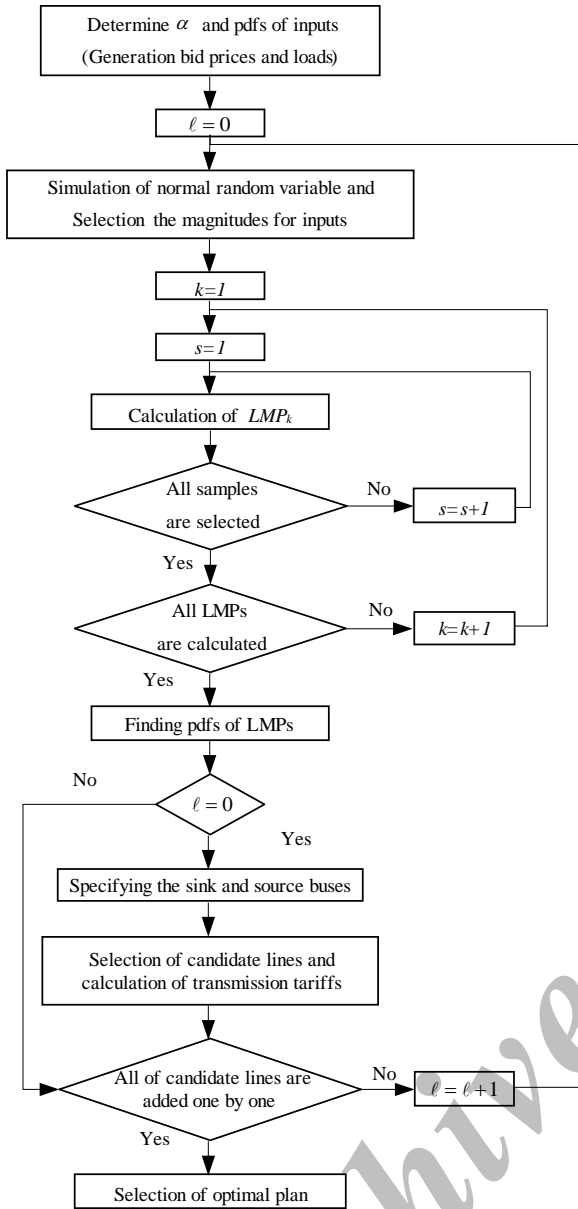 Determine α and pdfs of inputs
(Generation bid prices and loads)
ℓ = 0
Simulation of normal random variable and
Selection the magnitudes for inputs
k=1
s=1
Calculation of LMPk
All samples
are selected
No
s=s+1
Yes
All LMPs
are calculated
No
k=k+1
Yes
Finding pdfs of LMPs
No
ℓ = 0
Yes
Specifying the sink and source buses
Selection of candidate lines and
calculation of transmission tariffs
All of candidate lines are
added one by one
No
ℓ = ℓ+1
Yes
Selection of optimal plan
hive